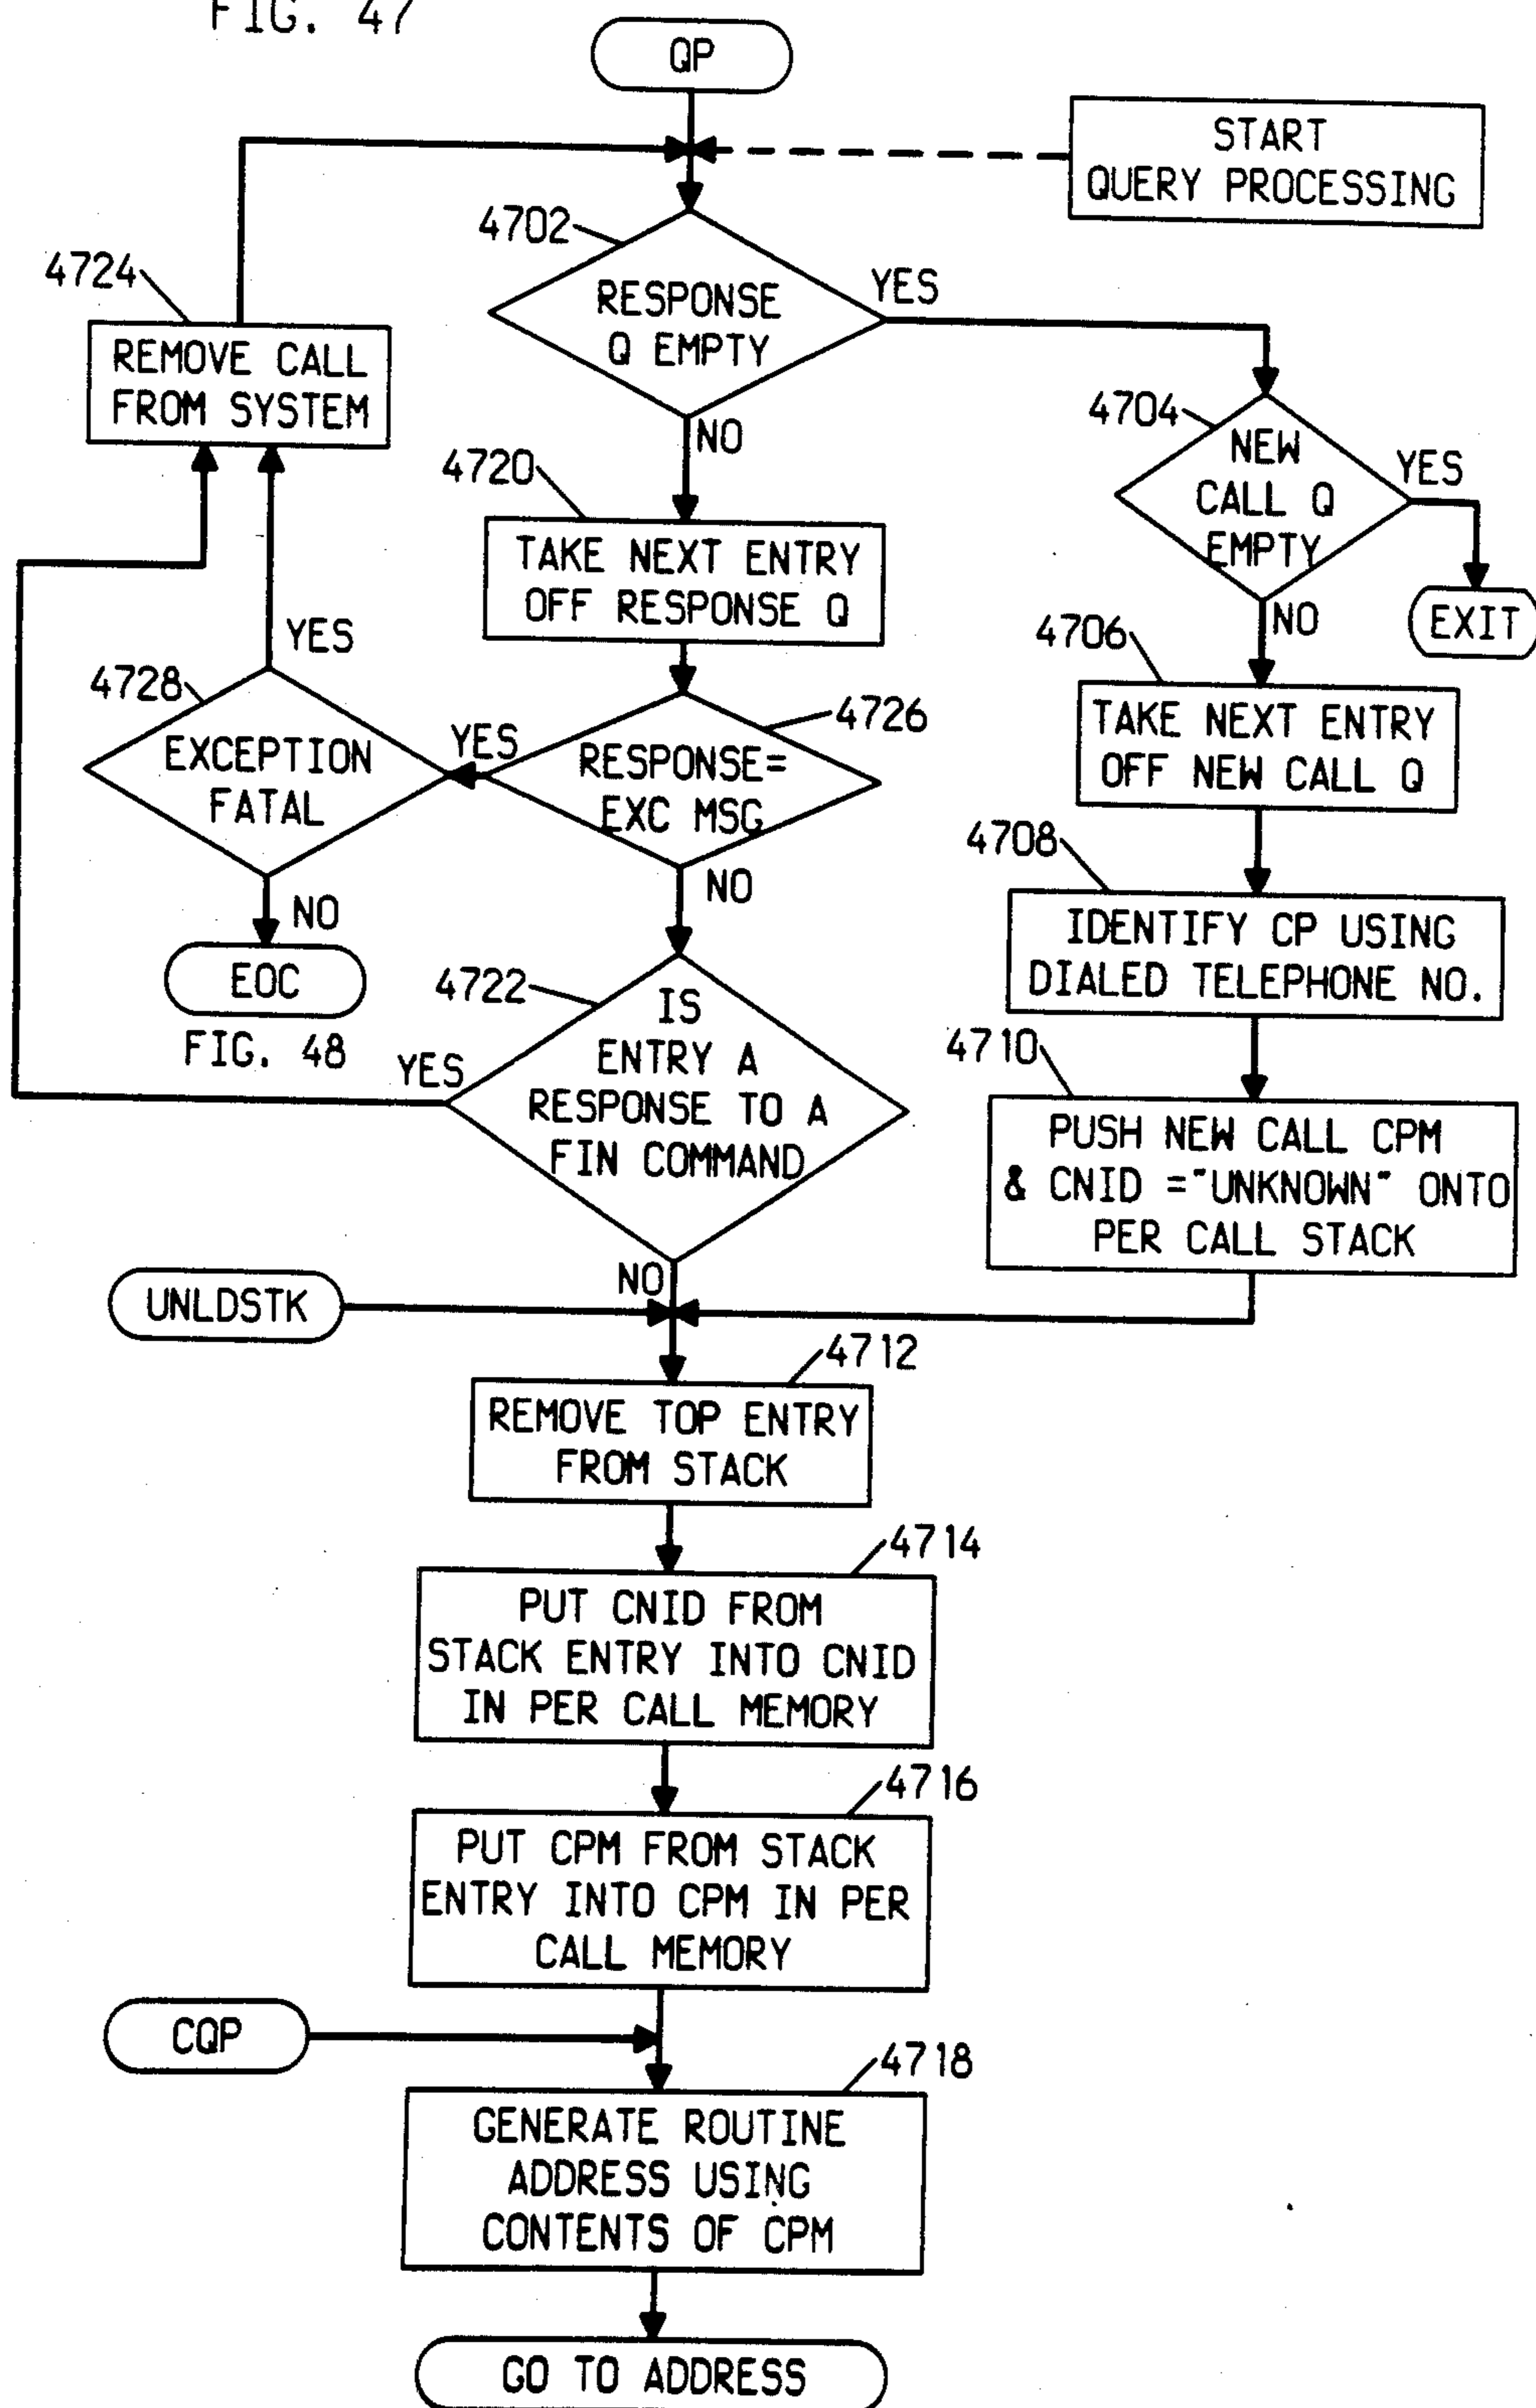 FIG. 47
QP
START
QUERY PROCESSING
4702
RESPONSE
Q EMPTY
YES
NO
4724
REMOVE CALL
FROM SYSTEM
4704
NEW
CALL Q
EMPTY
YES
EXIT
NO
4720
TAKE NEXT ENTRY
OFF RESPONSE Q
4706
TAKE NEXT ENTRY
OFF NEW CALL Q
YES
4728
EXCEPTION
FATAL
YES
4726
RESPONSE=
EXC MSG
NO
NO
EOC
FIG. 48
4708
IDENTIFY CP USING
DIALED TELEPHONE NO.
4722
IS
ENTRY A
RESPONSE TO A
FIN COMMAND
YES
NO
4710
PUSH NEW CALL CPM
& CNID ="UNKNOWN" ONTO
PER CALL STACK
UNLDSTK
4712
REMOVE TOP ENTRY
FROM STACK
4714
PUT CNID FROM
STACK ENTRY INTO CNID
IN PER CALL MEMORY
4716
PUT CPM FROM STACK
ENTRY INTO CPM IN PER
CALL MEMORY
CQP
4718
GENERATE ROUTINE
ADDRESS USING
CONTENTS OF CPM
GO TO ADDRESS